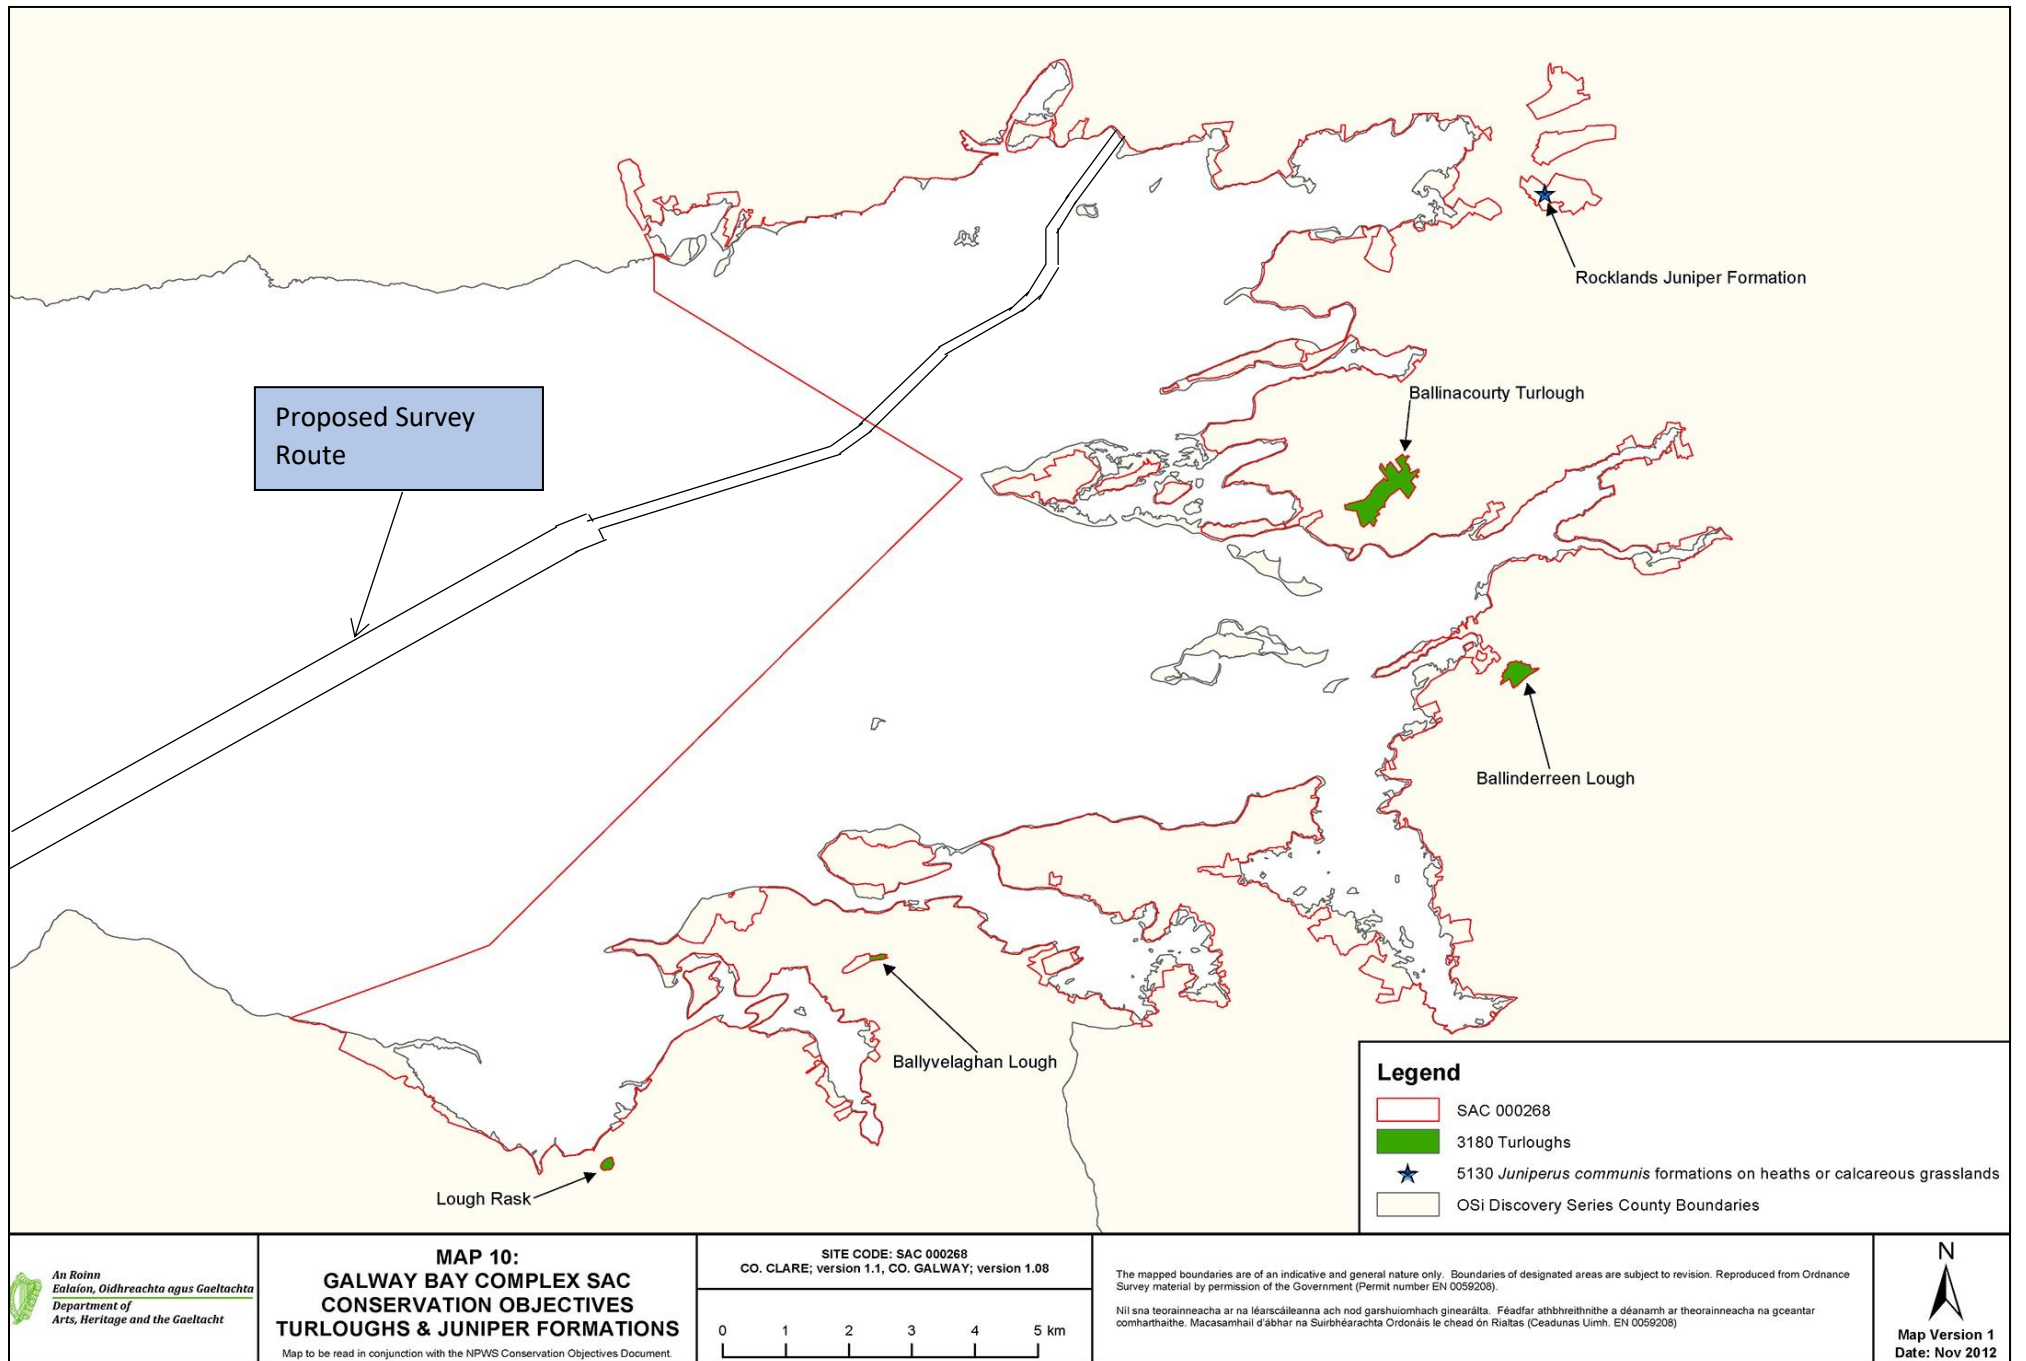 Rocklands Juniper Formation
Ballinacourty Turlough
Proposed Survey
Route
Ballinderreen Lough
Ballyvelaghan Lough
Lough Rask
Legend
SAC 000268
3180 Turloughs
5130 Juniperus communis formations on heaths or calcareous grasslands
OSi Discovery Series County Boundaries
An Roinn
Ealaíon, Oidhreachta agus Gaeltachta
Department of
Arts, Heritage and the Gaeltacht
MAP 10:
GALWAY BAY COMPLEX SAC
CONSERVATION OBJECTIVES
TURLOUGHS & JUNIPER FORMATIONS
Map to be read in conjunction with the NPWS Conservation Objectives Document.
SITE CODE: SAC 000268
CO. CLARE; version 1.1, CO. GALWAY; version 1.08
0 1 2 3 4 5 km
The mapped boundaries are of an indicative and general nature only. Boundaries of designated areas are subject to revision. Reproduced from Ordnance
Survey material by permission of the Government (Permit number EN 0059208).
Níl sna teorainneacha ar na léarscáileanna ach nod garshuiomhach ginearálta. Féadfar athbhreithnithe a déanamh ar theorainneacha na gceantar
comharthaithe. Macasamhail d'ábhar na Suirbhéarachta Ordonáis le chead ón Rialtas (Ceadunas Uimh. EN 0059208)
N
Map Version 1
Date: Nov 2012